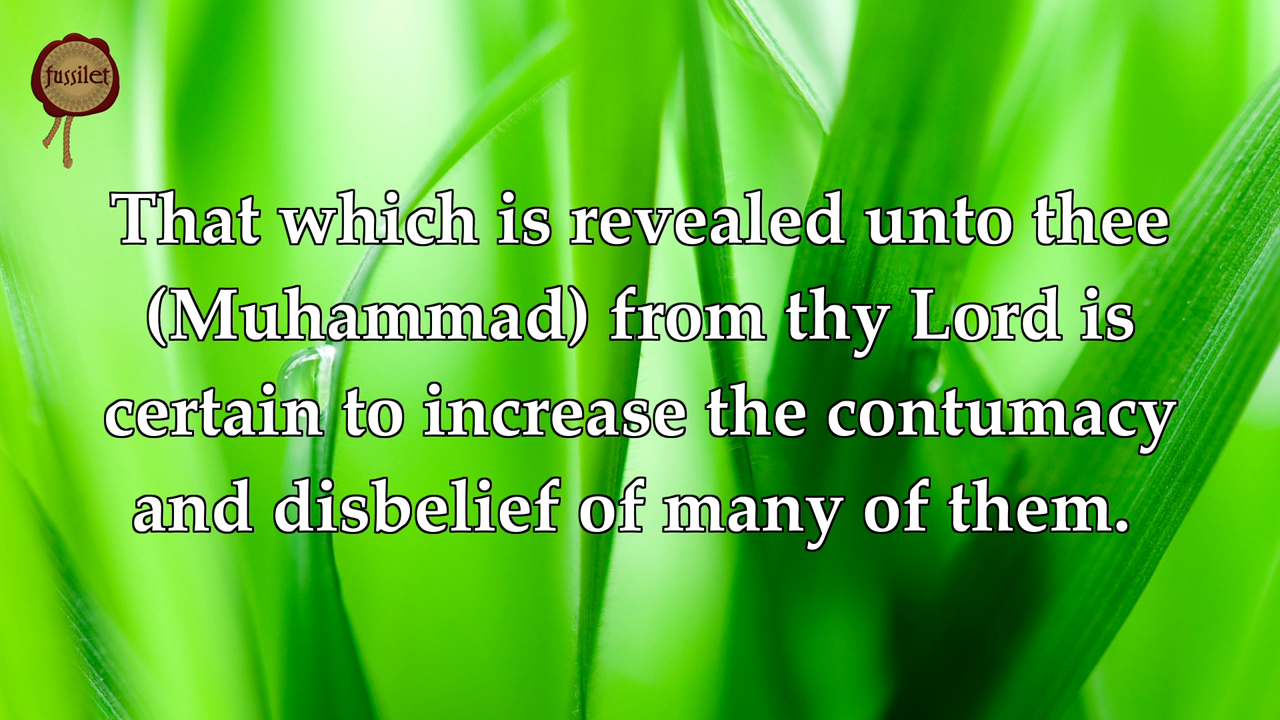 fussilet
That which is revealed unto thee
(Muhammad) from thy Lord is
certain to increase the contumacy
and disbelief of many of them.